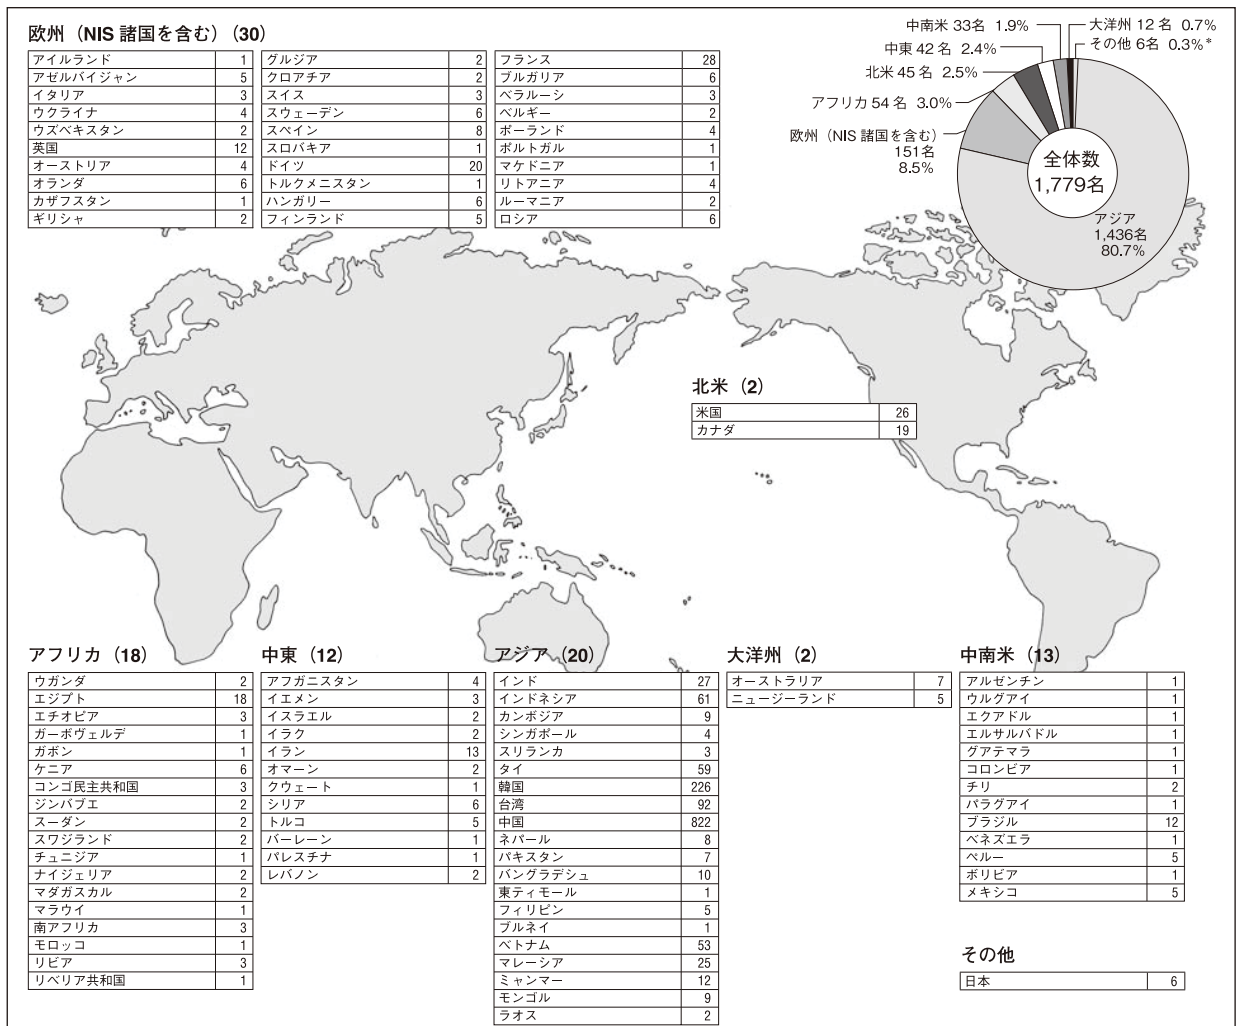 欧州（NIS 諸国を含む）(30)
アイルランド 1
アゼルバイジャン 5
イタリア 3
ウクライナ 4
ウズベキスタン 2
英国 12
オーストリア 4
オランダ 6
カザフスタン 1
ギリシャ 2
グルジア 2
クロアチア 2
スイス 3
スウェーデン 6
スペイン 8
スロバキア 1
ドイツ 20
トルクメニスタン 1
ハンガリー 6
フィンランド 5
フランス 28
ブルガリア 6
ベラルーシ 3
ベルギー 2
ポーランド 4
ポルトガル 1
マケドニア 1
リトアニア 4
ルーマニア 2
ロシア 6
中南米 33名 1.9%
中東 42 名 2.4%
北米 45 名 2.5%
アフリカ 54 名 3.0%
欧州（NIS 諸国を含む）
151名
8.5%
大洋州 12 名 0.7%
その他 6名 0.3%*
全体数
1,779名
アジア
1,436名
80.7%
北米（2）
米国 26
カナダ 19
アフリカ（18）
ウガンダ 2
エジプト 18
エチオピア 3
ガーボヴェルデ 1
ガボン 1
ケニア 6
コンゴ民主共和国 3
ジンバブエ 2
スーダン 2
スワジランド 2
チュニジア 1
ナイジェリア 2
マダガスカル 2
マラウイ 1
南アフリカ 3
モロッコ 1
リビア 3
リベリア共和国 1
中東（12）
アフガニスタン 4
イエメン 3
イスラエル 2
イラク 2
イラン 13
オマーン 2
クウェート 1
シリア 6
トルコ 5
バーレーン 1
パレスチナ 1
レバノン 2
アジア（20）
インド 27
インドネシア 61
カンボジア 9
シンガポール 4
スリランカ 3
タイ 59
韓国 226
台湾 92
中国 822
ネパール 8
パキスタン 7
バングラデシュ 10
東ティモール 1
フィリピン 5
ブルネイ 1
ベトナム 53
マレーシア 25
ミャンマー 12
モンゴル 9
ラオス 2
大洋州（2）
オーストラリア 7
ニュージーランド 5
中南米（13）
アルゼンチン 1
ウルグアイ 1
エクアドル 1
エルサルバドル 1
グアテマラ 1
コロンビア 1
チリ 2
パラグアイ 1
ブラジル 12
ベネズエラ 1
ペルー 5
ボリビア 1
メキシコ 5
その他
日本 6